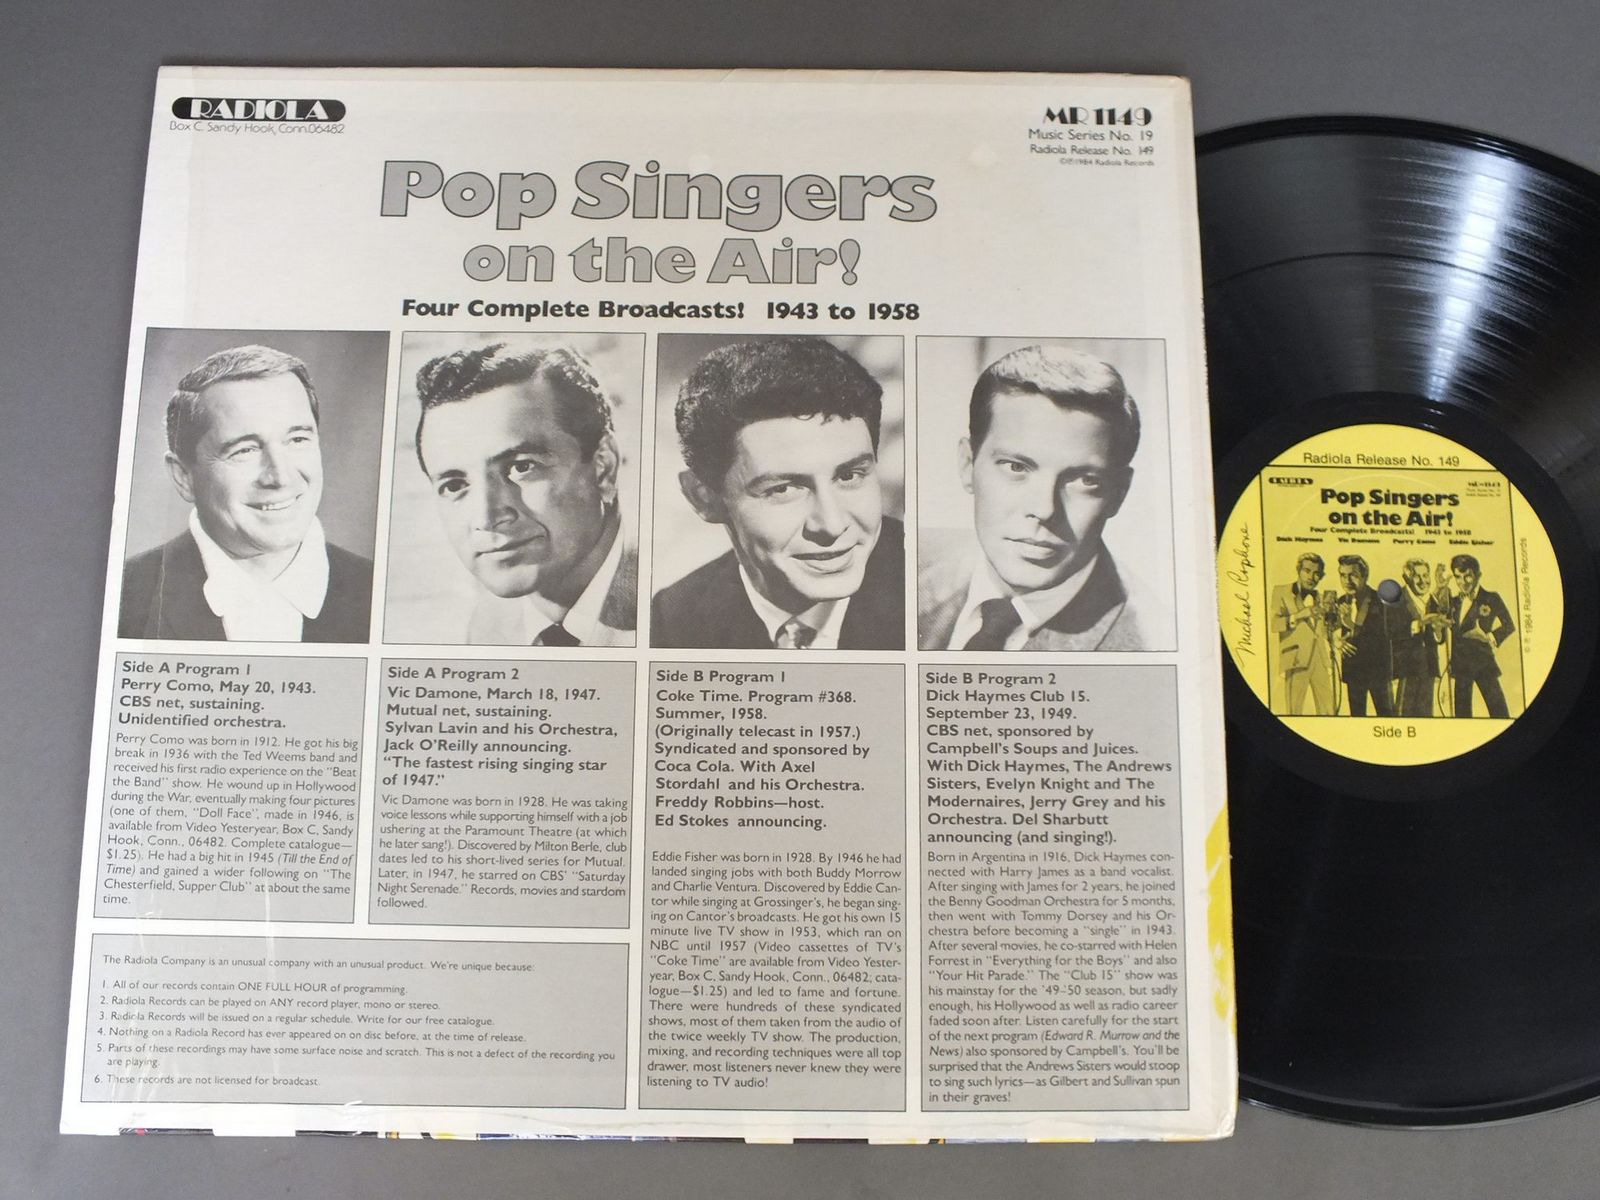 RADIOLA
Box C, Sandy Hook, Conn.06482
MR 1149
Music Series No. 19
Radiola Release No. 149
©℗1984 Radiola Records
Pop Singers
on the Air!
Four Complete Broadcasts! 1943 to 1958
Side A Program 1
Perry Como, May 20, 1943.
CBS net, sustaining.
Unidentified orchestra.
Perry Como was born in 1912. He got his big
break in 1936 with the Ted Weems band and
received his first radio experience on the "Beat
the Band" show. He wound up in Hollywood
during the War, eventually making four pictures
(one of them, "Doll Face", made in 1946, is
available from Video Yesteryear, Box C, Sandy
Hook, Conn., 06482. Complete catalogue—
$1.25). He had a big hit in 1945 (Till the End of
Time) and gained a wider following on "The
Chesterfield, Supper Club" at about the same
time.
Side A Program 2
Vic Damone, March 18, 1947.
Mutual net, sustaining.
Sylvan Lavin and his Orchestra,
Jack O'Reilly announcing.
"The fastest rising singing star
of 1947."
Vic Damone was born in 1928. He was taking
voice lessons while supporting himself with a job
ushering at the Paramount Theatre (at which
he later sang!). Discovered by Milton Berle, club
dates led to his short-lived series for Mutual.
Later, in 1947, he starred on CBS' "Saturday
Night Serenade." Records, movies and stardom
followed.
Side B Program 1
Coke Time. Program #368.
Summer, 1958.
(Originally telecast in 1957.)
Syndicated and sponsored by
Coca Cola. With Axel
Stordahl and his Orchestra.
Freddy Robbins—host.
Ed Stokes announcing.
Eddie Fisher was born in 1928. By 1946 he had
landed singing jobs with both Buddy Morrow
and Charlie Ventura. Discovered by Eddie Can-
tor while singing at Grossinger's, he began sing-
ing on Cantor's broadcasts. He got his own 15
minute live TV show in 1953, which ran on
NBC until 1957 (Video cassettes of TV's
"Coke Time" are available from Video Yester-
year, Box C, Sandy Hook, Conn., 06482; cata-
logue—$1.25) and led to fame and fortune.
There were hundreds of these syndicated
shows, most of them taken from the audio of
the twice weekly TV show. The production,
mixing, and recording techniques were all top
drawer, most listeners never knew they were
listening to TV audio!
Side B Program 2
Dick Haymes Club 15.
September 23, 1949.
CBS net, sponsored by
Campbell's Soups and Juices.
With Dick Haymes, The Andrews
Sisters, Evelyn Knight and The
Modernaires, Jerry Grey and his
Orchestra. Del Sharbutt
announcing (and singing!).
Born in Argentina in 1916, Dick Haymes con-
nected with Harry James as a band vocalist.
After singing with James for 2 years, he joined
the Benny Goodman Orchestra for 5 months,
then went with Tommy Dorsey and his Or-
chestra before becoming a "single" in 1943.
After several movies, he co-starred with Helen
Forrest in "Everything for the Boys" and also
"Your Hit Parade." The "Club 15" show was
his mainstay for the '49-'50 season, but sadly
enough, his Hollywood as well as radio career
faded soon after. Listen carefully for the start
of the next program (Edward R. Murrow and the
News) also sponsored by Campbell's. You'll be
surprised that the Andrews Sisters would stoop
to sing such lyrics—as Gilbert and Sullivan spun
in their graves!
The Radiola Company is an unusual company with an unusual product. We're unique because:
1. All of our records contain ONE FULL HOUR of programming.
2. Radiola Records can be played on ANY record player, mono or stereo.
3. Radiola Records will be issued on a regular schedule. Write for our free catalogue.
4. Nothing on a Radiola Record has ever appeared on on disc before, at the time of release.
5. Parts of these recordings may have some surface noise and scratch. This is not a defect of the recording you
are playing.
6. These records are not licensed for broadcast.
Radiola Release No. 149
RADIOLA
MR-1149
Pop Singers
on the Air!
Four Complete Broadcasts! 1943 to 1958
Dick Haymes Vic Damone Perry Como Eddie Fisher
Michael Rophone
© ℗ 1984 Radiola Records
Side B